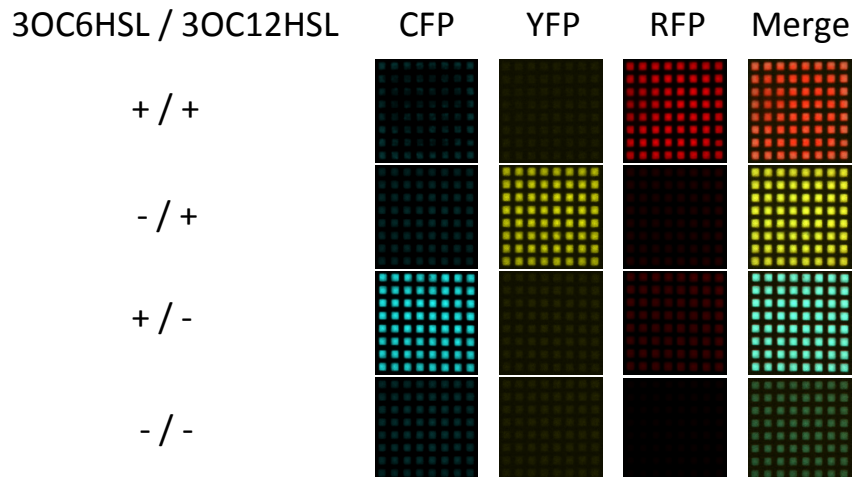 3OC6HSL / 3OC12HSL CFP YFP RFP Merge
+ / +
- / +
+ / -
- / -